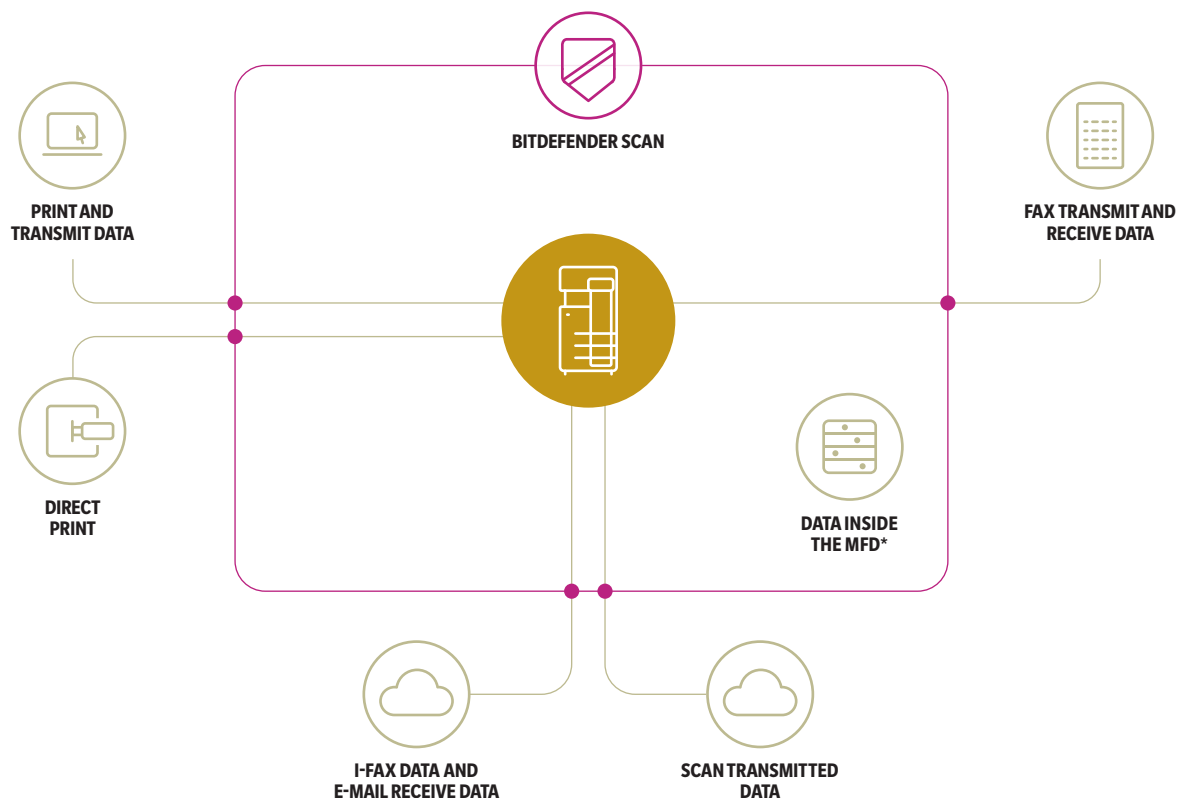 BITDEFENDER SCAN
PRINT AND
TRANSMIT DATA
FAX TRANSMIT AND
RECEIVE DATA
DIRECT
PRINT
DATA INSIDE
THE MFD*
I-FAX DATA AND
E-MAIL RECEIVE DATA
SCAN TRANSMITTED
DATA